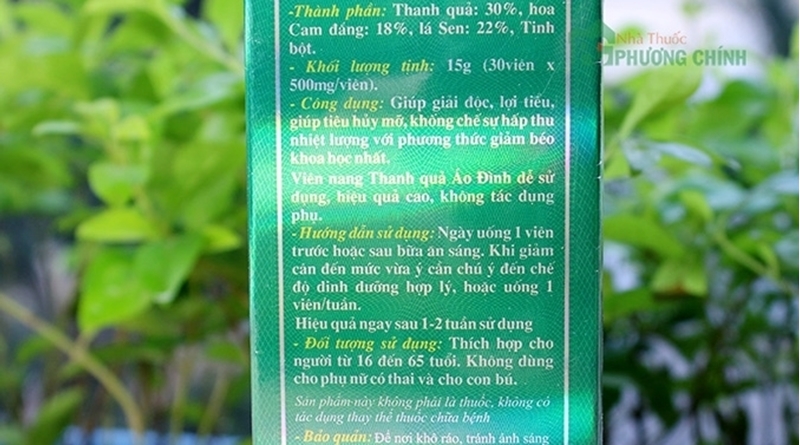 -Thành phần: Thanh quả: 30%, hoa
Cam đắng: 18%, lá Sen: 22%, Tinh
bột.
- Khối lượng tịnh: 15g (30viên x
500mg/viên).
- Công dụng: Giúp giải độc, lợi tiểu,
giúp tiêu hủy mỡ, khống chế sự hấp thu
nhiệt lượng với phương thức giảm béo
khoa học nhất.
Viên nang Thanh quả Áo Đình dễ sử
dụng, hiệu quả cao, không tác dụng
phụ.
- Hướng dẫn sử dụng: Ngày uống 1 viên
trước hoặc sau bữa ăn sáng. Khi giảm
cân đến mức vừa ý cần chú ý đến chế
độ dinh dưỡng hợp lý, hoặc uống 1
viên/tuần.
Hiệu quả ngay sau 1-2 tuần sử dụng
- Đối tượng sử dụng: Thích hợp cho
người từ 16 đến 65 tuổi. Không dùng
cho phụ nữ có thai và cho con bú.
Sản phẩm này không phải là thuốc, không có
tác dụng thay thế thuốc chữa bệnh
- Bảo quản: Để nơi khô ráo, tránh ánh sáng
Nhà Thuốc
PHƯƠNG CHÍNH